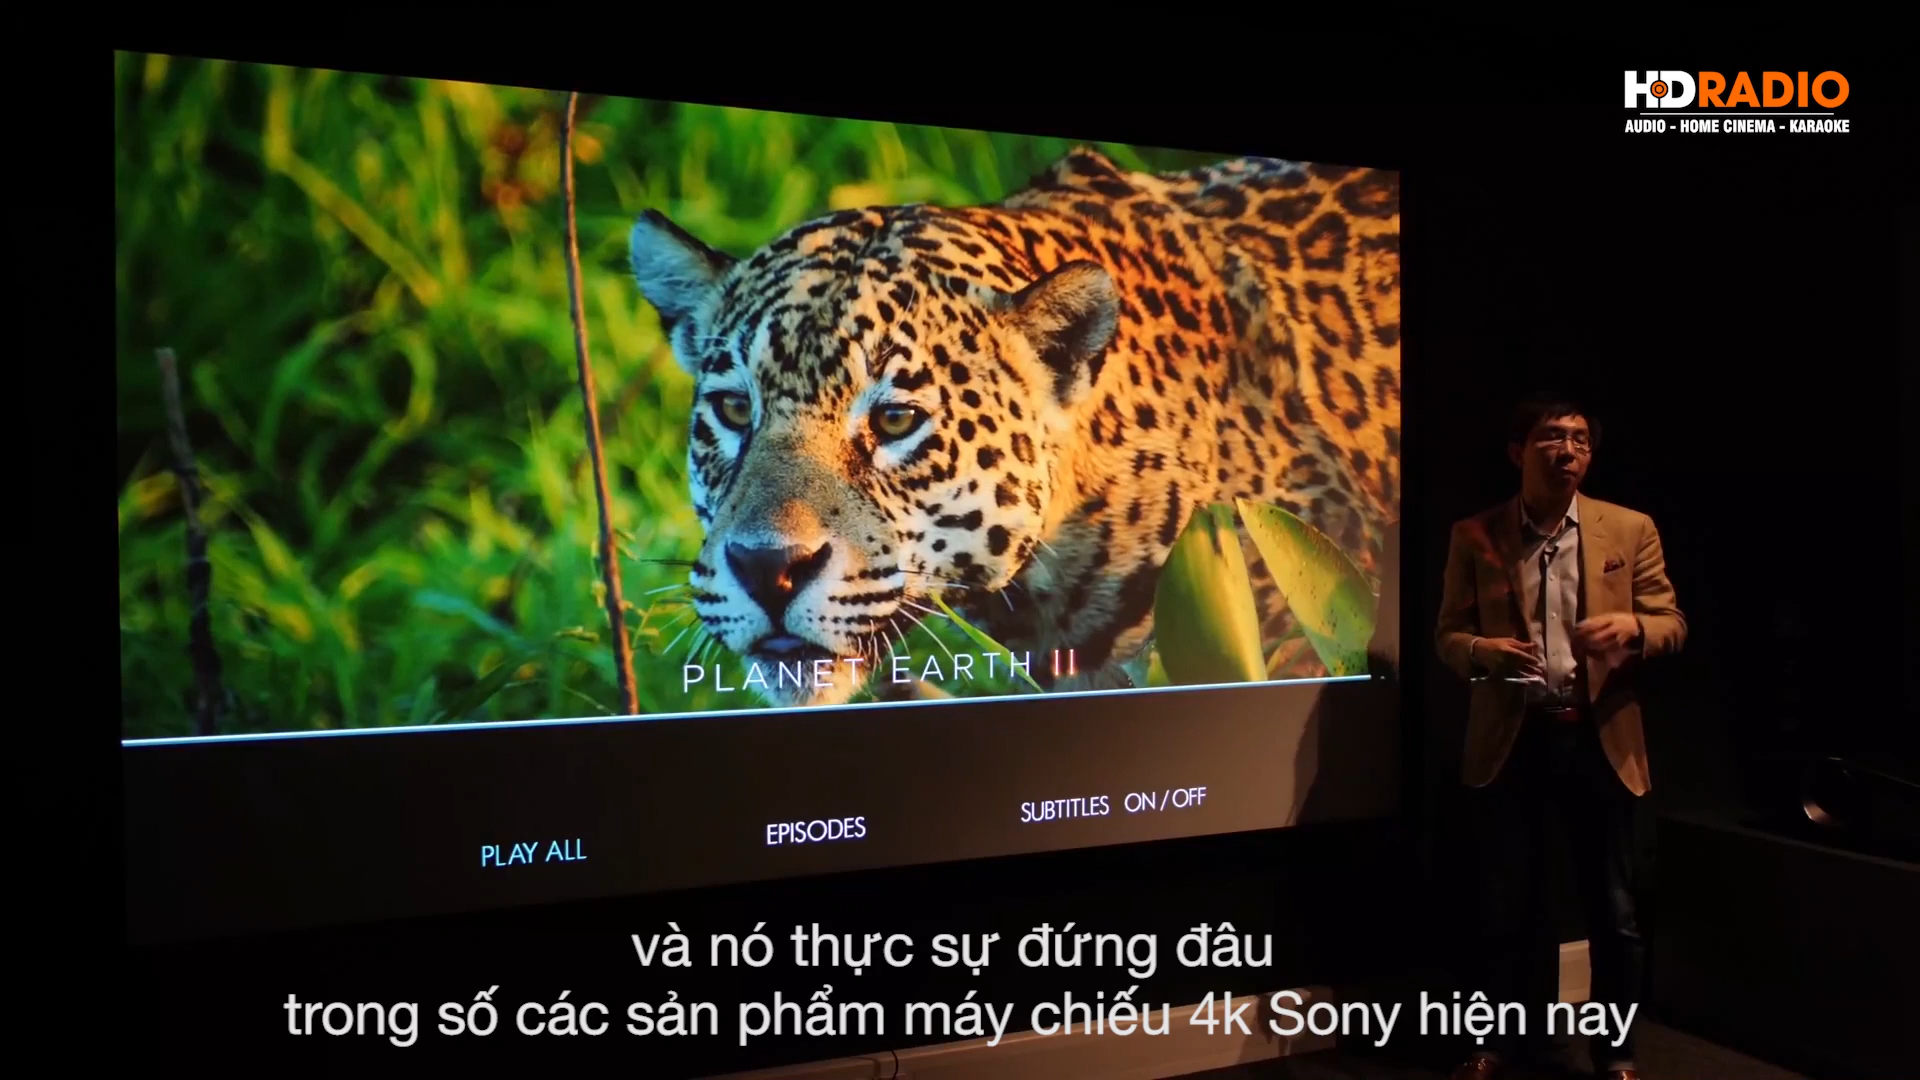 HDRADIO
AUDIO - HOME CINEMA - KARAOKE
PLANET EARTH II
PLAY ALL
EPISODES
SUBTITLES ON / OFF
và nó thực sự đứng đâu
trong số các sản phẩm máy chiếu 4k Sony hiện nay